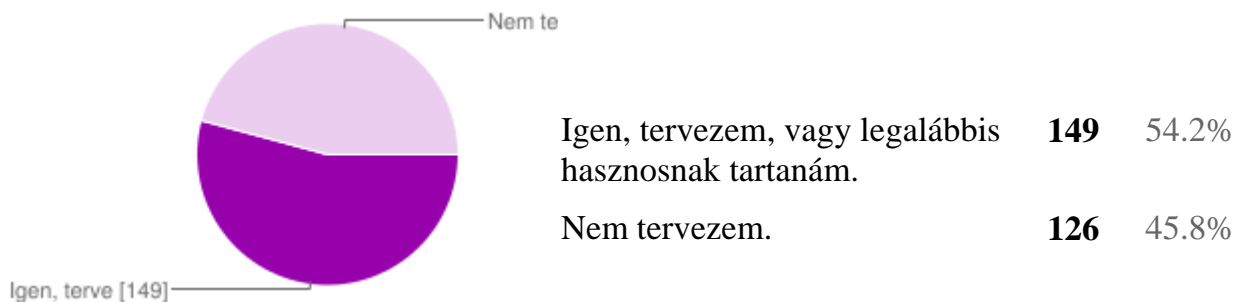 Nem te
Igen, tervezem, vagy legalábbis 149 54.2%
hasznosnak tartanám.
Nem tervezem. 126 45.8%
Igen, terve [149]